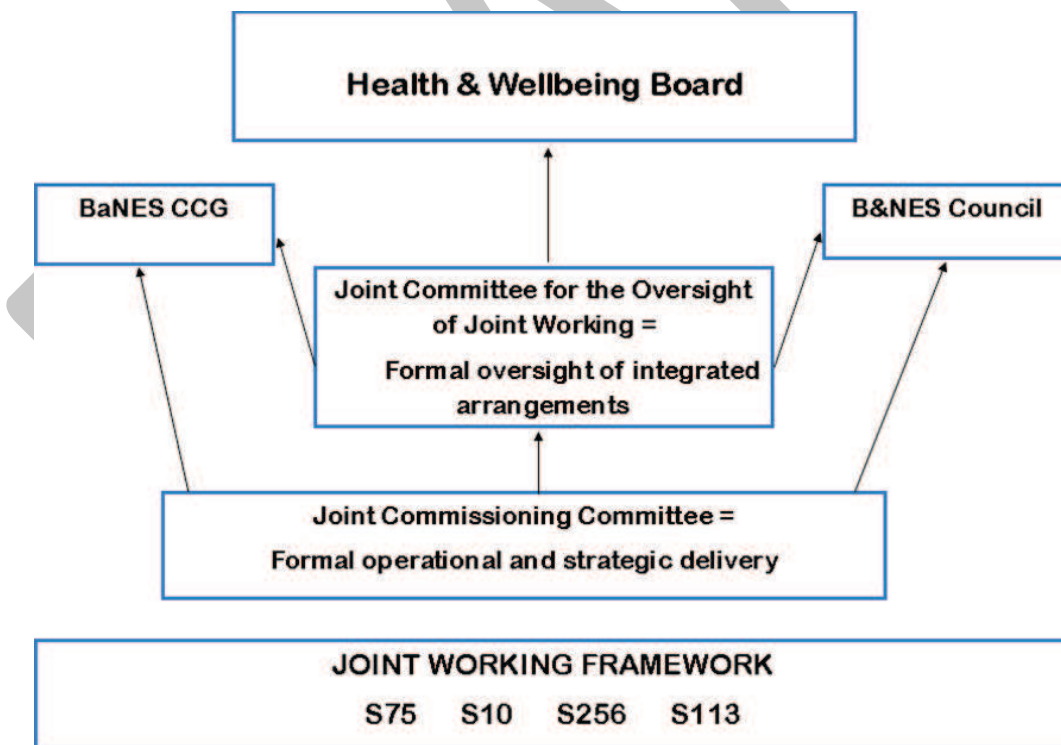 Health & Wellbeing Board
BaNES CCG
B&NES Council
Joint Committee for the Oversight
of Joint Working =
Formal oversight of integrated
arrangements
Joint Commissioning Committee =
Formal operational and strategic delivery
JOINT WORKING FRAMEWORK
S75 S10 S256 S113